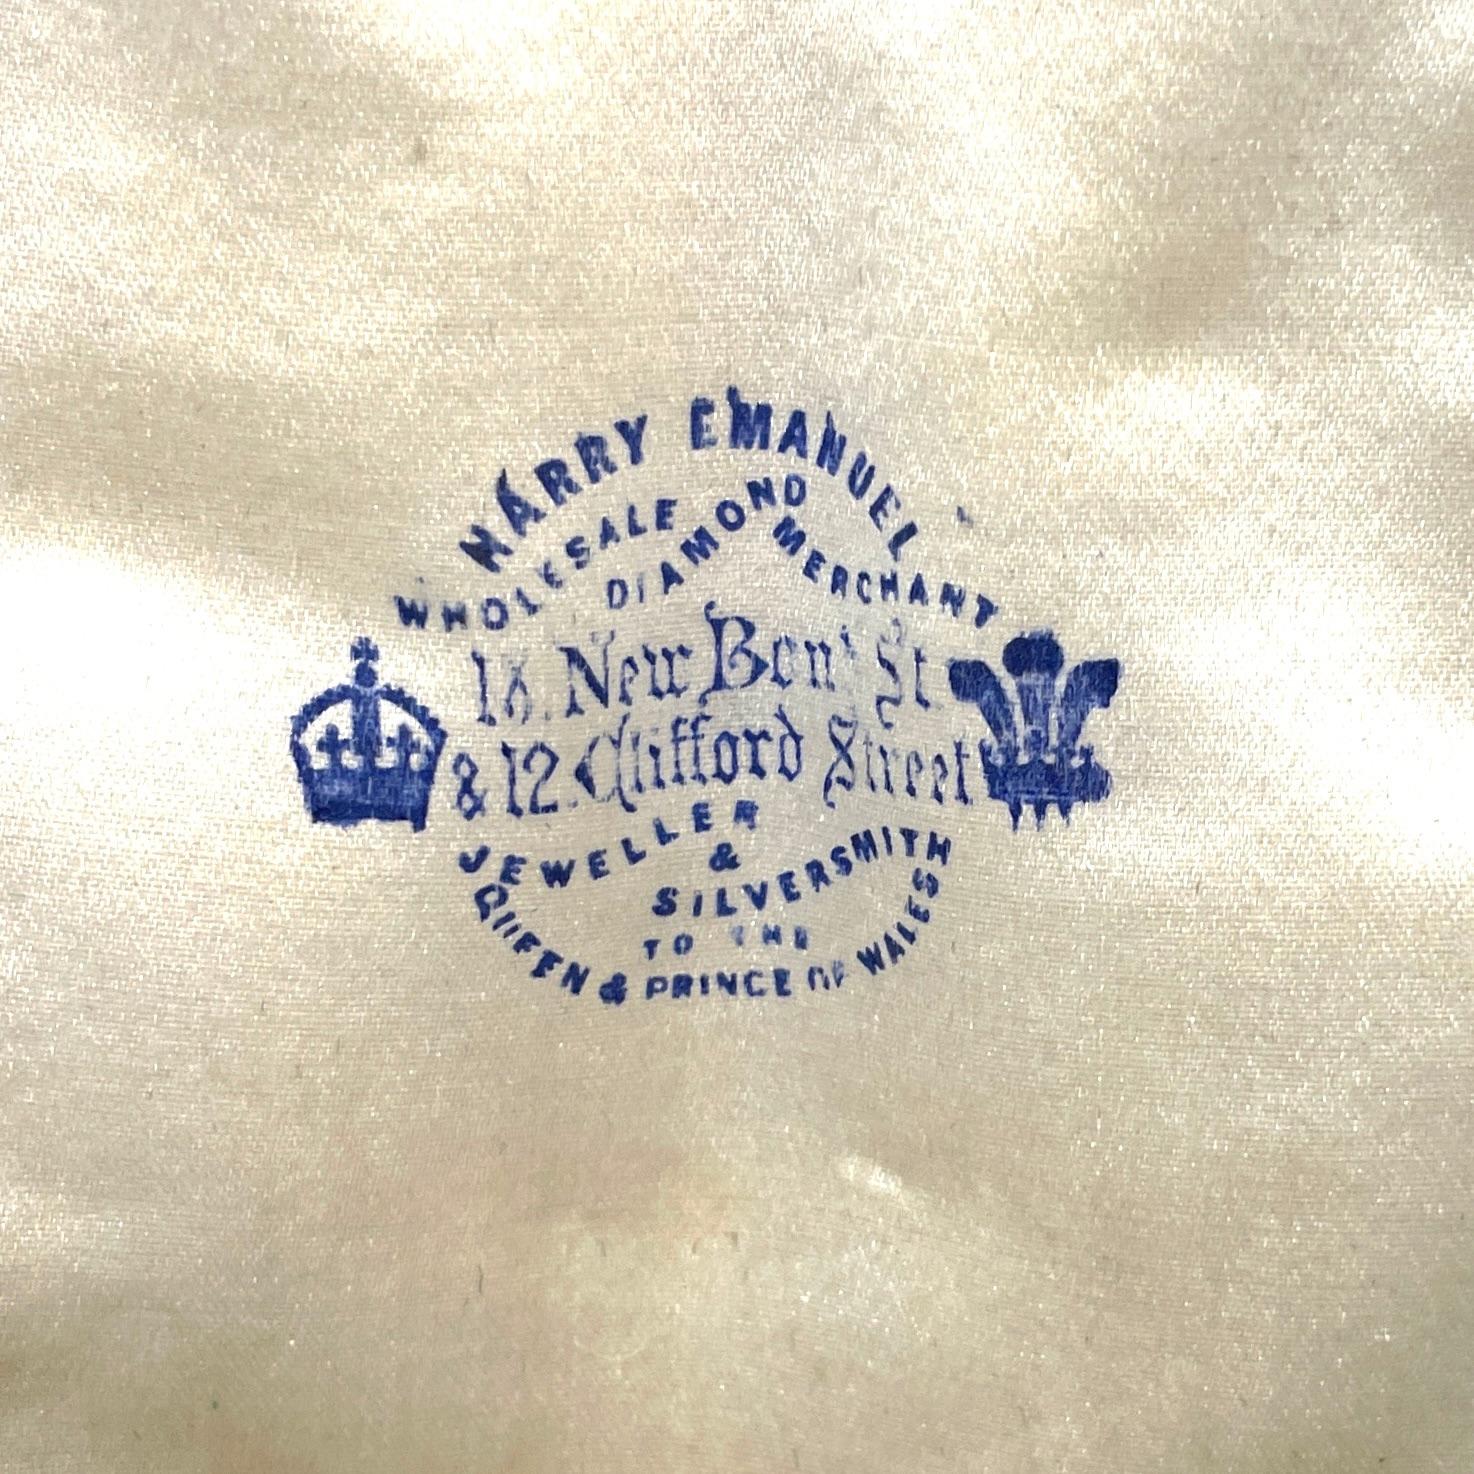 HARRY EMANUEL
WHOLESALE DIAMOND MERCHANT
18. New Bond St.
& 12. Clifford Street
JEWELLER
&
SILVERSMITH
TO THE
QUEEN & PRINCE OF WALES